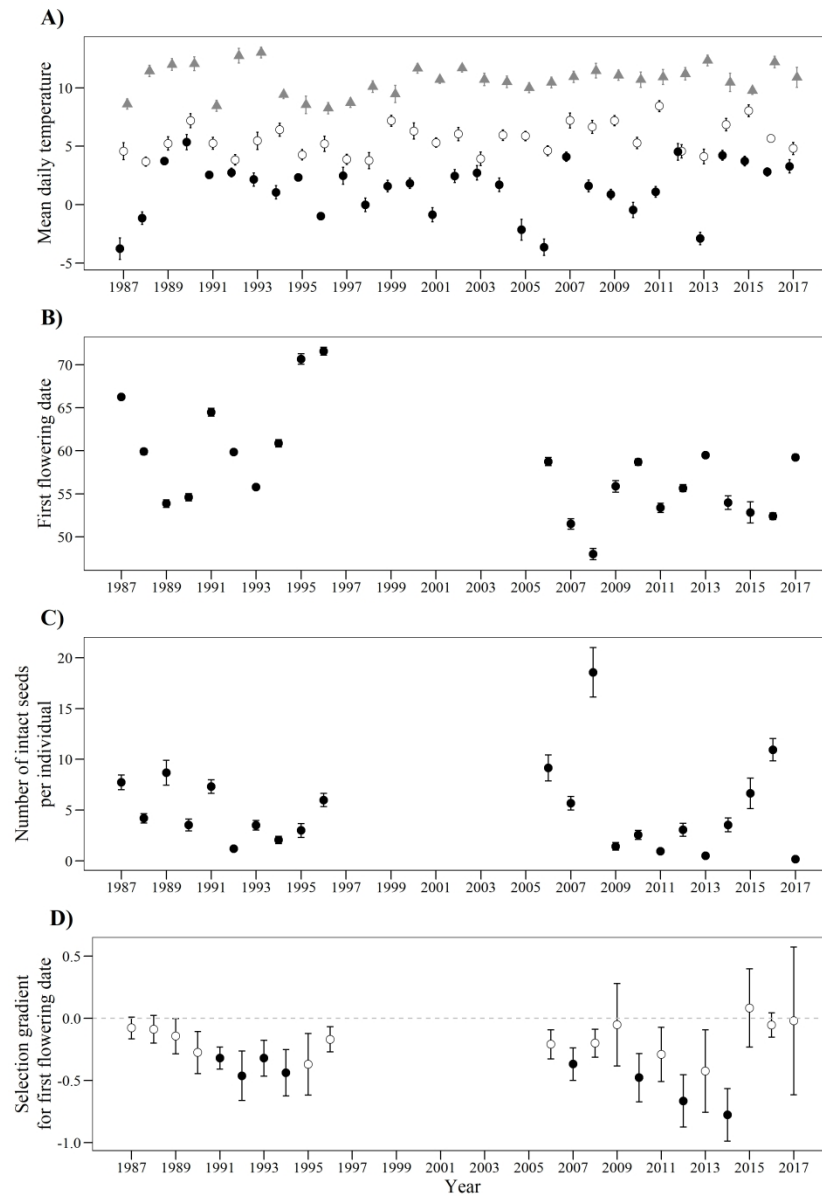 A)
Mean daily temperature
10
5
0
-5
1987 1989 1991 1993 1995 1997 1999 2001 2003 2005 2007 2009 2011 2013 2015 2017
B)
First flowering date
70
65
60
55
50
1987 1989 1991 1993 1995 1997 1999 2001 2003 2005 2007 2009 2011 2013 2015 2017
C)
Number of intact seeds
per individual
20
15
10
5
0
1987 1989 1991 1993 1995 1997 1999 2001 2003 2005 2007 2009 2011 2013 2015 2017
D)
Selection gradient
for first flowering date
0.5
0.0
-0.5
-1.0
1987 1989 1991 1993 1995 1997 1999 2001 2003 2005 2007 2009 2011 2013 2015 2017
Year